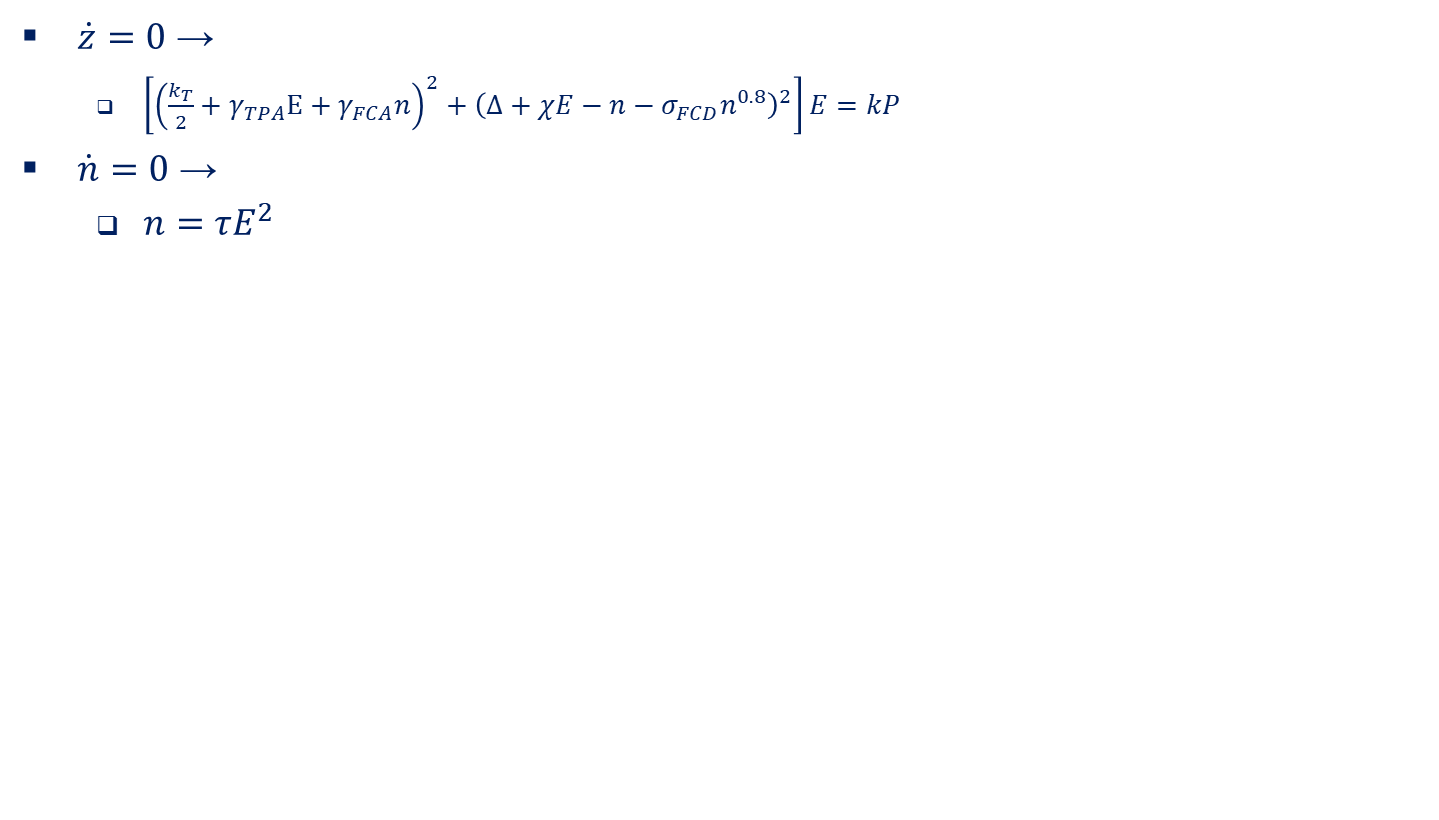 ▪ ż = 0 →
❑ [(k_T/2 + γ_TPA E + γ_FCA n)^2 + (Δ + χE − n − σ_FCD n^0.8)^2] E = kP
▪ ṅ = 0 →
❑ n = τE^2